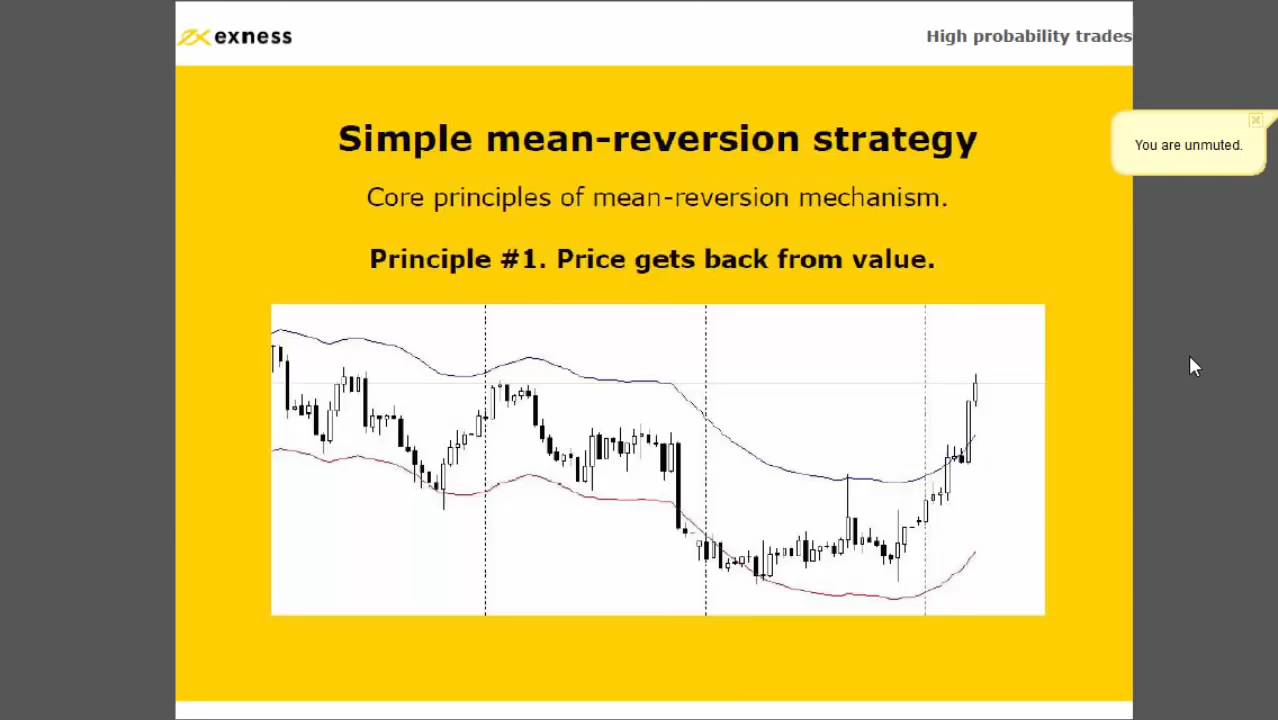 exness
High probability trades
Simple mean-reversion strategy
You are unmuted.
Core principles of mean-reversion mechanism.
Principle #1. Price gets back from value.